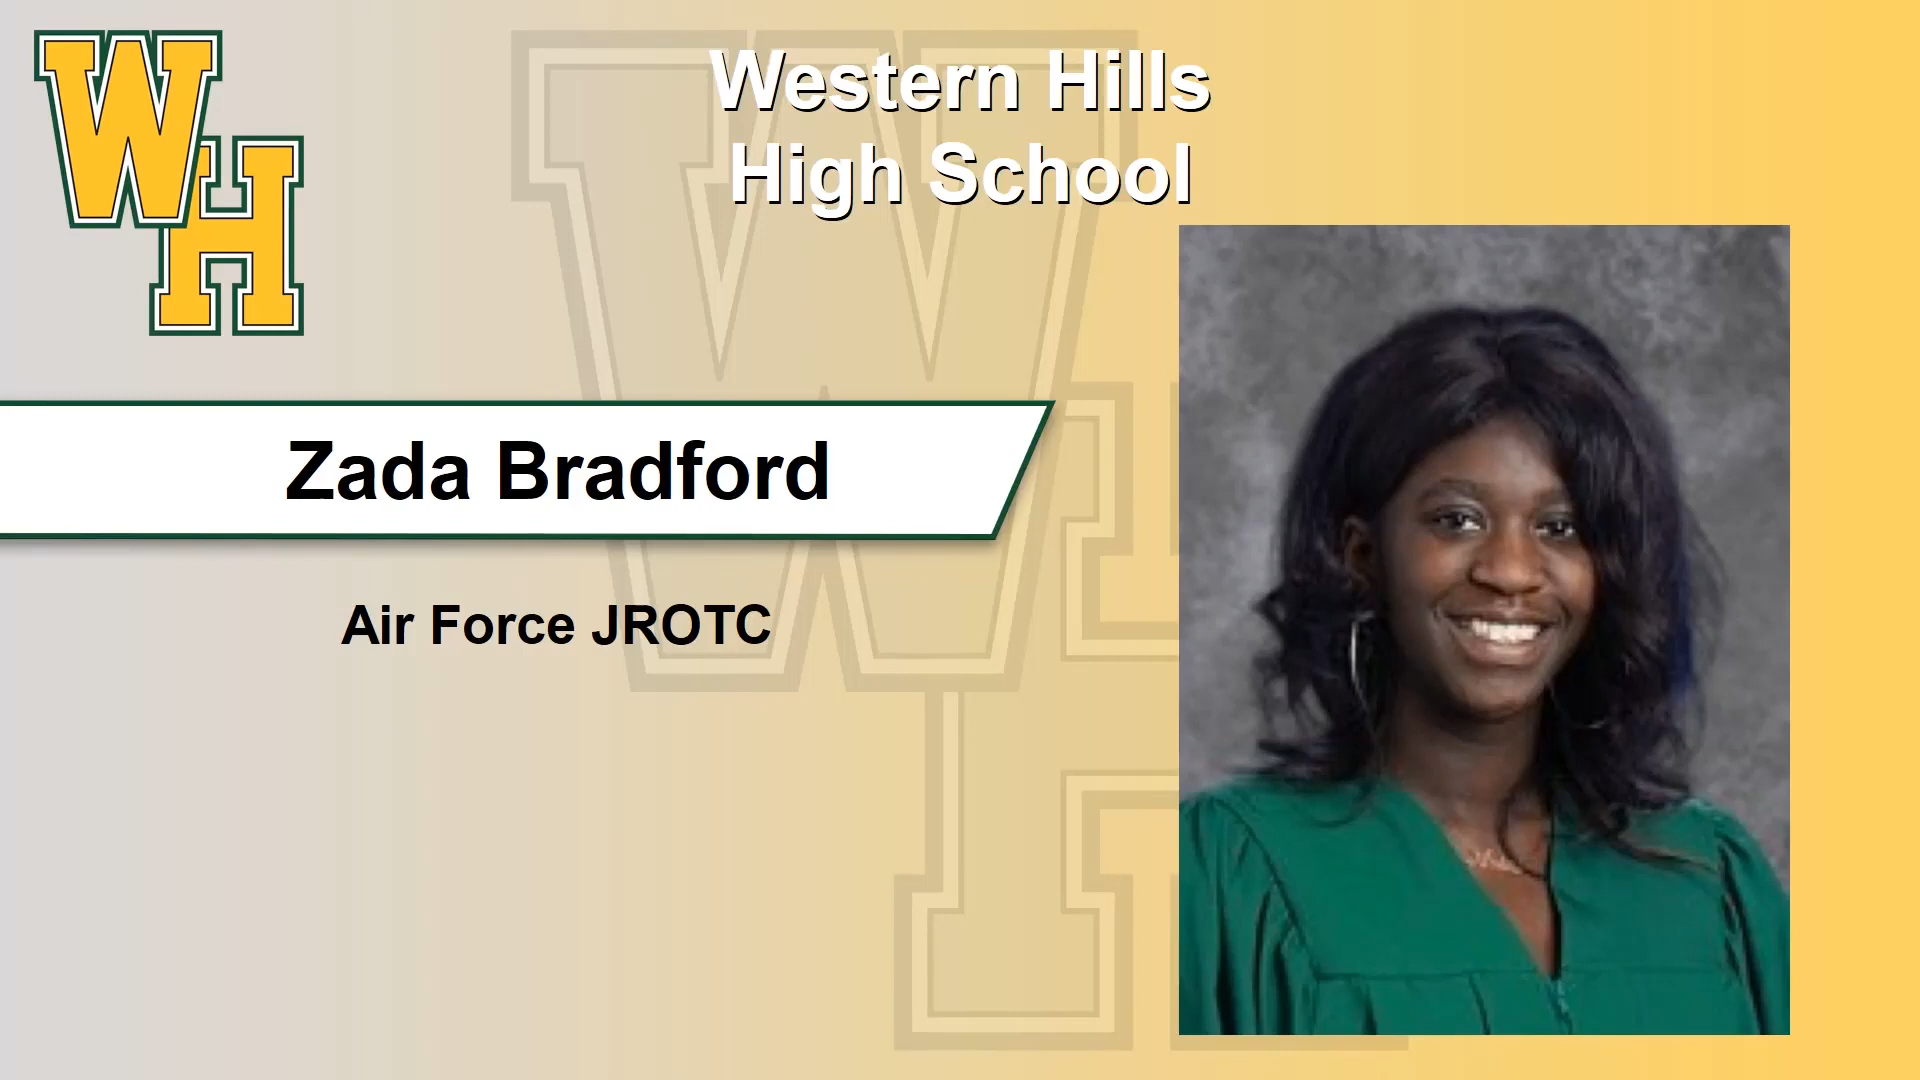 WH
Western Hills
High School
Zada Bradford
Air Force JROTC